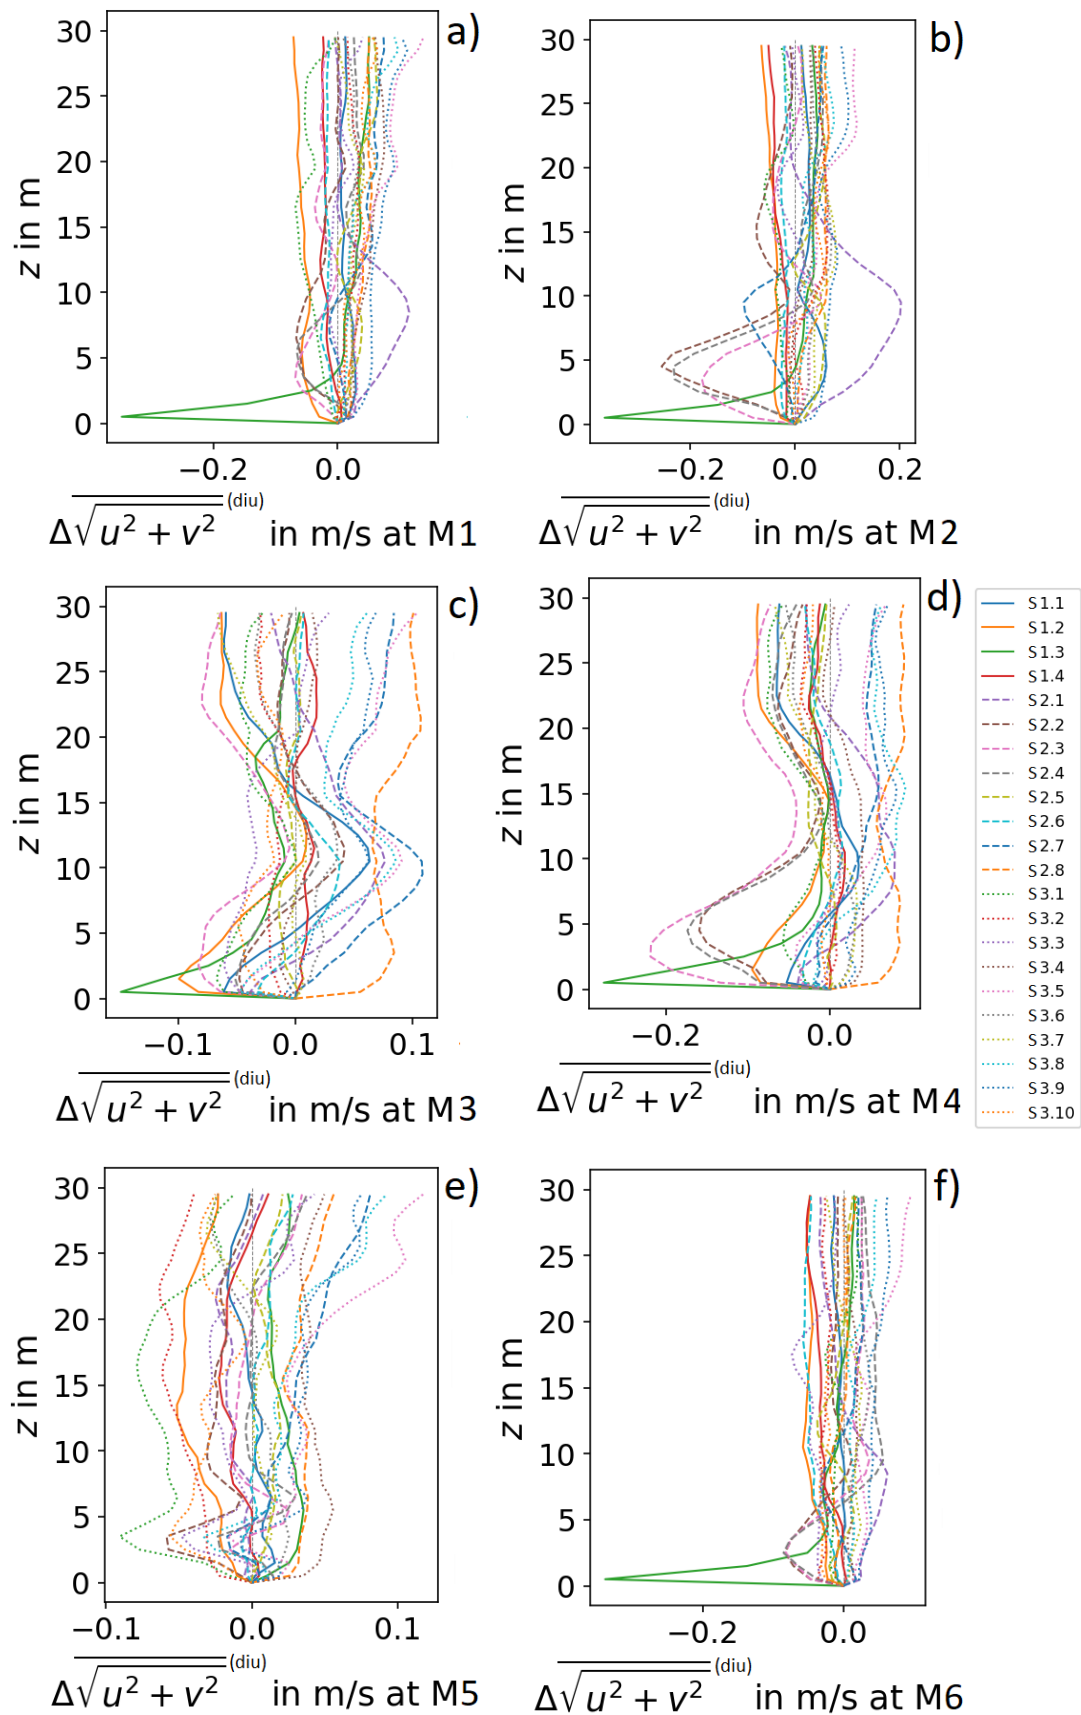 a)
30
25
20
15
10
5
0
z in m
−0.2
0.0
Δ√u² + v² (diu) in m/s at M1
b)
30
25
20
15
10
5
0
z in m
−0.2
0.0
0.2
Δ√u² + v² (diu) in m/s at M2
c)
30
25
20
15
10
5
0
z in m
−0.1
0.0
0.1
Δ√u² + v² (diu) in m/s at M3
d)
30
25
20
15
10
5
0
z in m
−0.2
0.0
Δ√u² + v² (diu) in m/s at M4
S1.1
S1.2
S1.3
S1.4
S2.1
S2.2
S2.3
S2.4
S2.5
S2.6
S2.7
S2.8
S3.1
S3.2
S3.3
S3.4
S3.5
S3.6
S3.7
S3.8
S3.9
S3.10
e)
30
25
20
15
10
5
0
z in m
−0.1
0.0
0.1
Δ√u² + v² (diu) in m/s at M5
f)
30
25
20
15
10
5
0
z in m
−0.2
0.0
Δ√u² + v² (diu) in m/s at M6